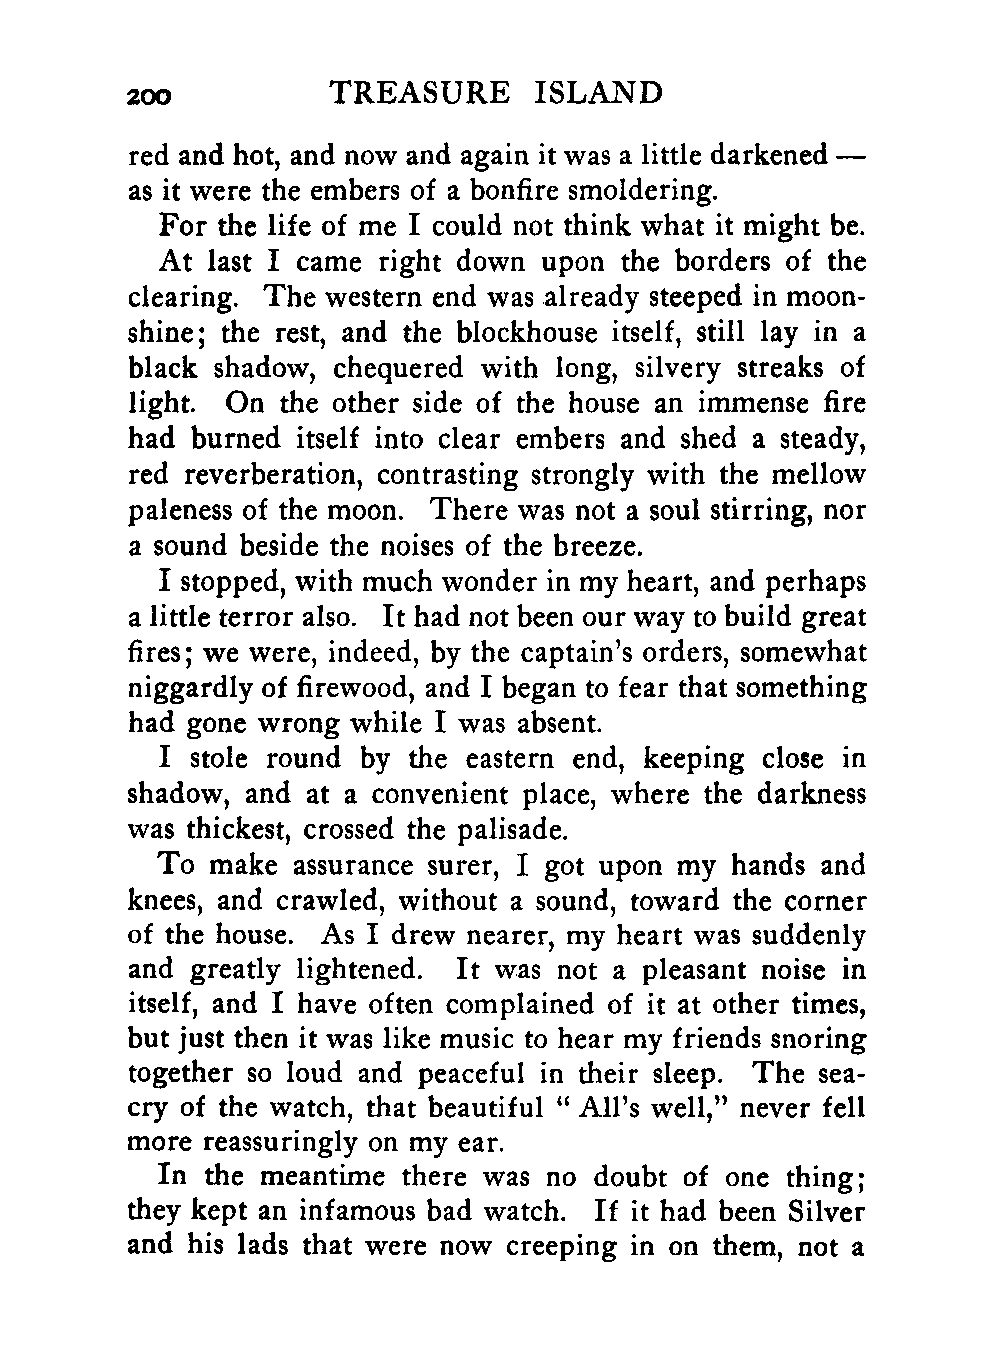 200 TREASURE ISLAND
red and hot, and now and again it was a little darkened —
as it were the embers of a bonfire smoldering.
For the life of me I could not think what it might be.
At last I came right down upon the borders of the
clearing. The western end was already steeped in moon-
shine; the rest, and the blockhouse itself, still lay in a
black shadow, chequered with long, silvery streaks of
light. On the other side of the house an immense fire
had burned itself into clear embers and shed a steady,
red reverberation, contrasting strongly with the mellow
paleness of the moon. There was not a soul stirring, nor
a sound beside the noises of the breeze.
I stopped, with much wonder in my heart, and perhaps
a little terror also. It had not been our way to build great
fires; we were, indeed, by the captain's orders, somewhat
niggardly of firewood, and I began to fear that something
had gone wrong while I was absent.
I stole round by the eastern end, keeping close in
shadow, and at a convenient place, where the darkness
was thickest, crossed the palisade.
To make assurance surer, I got upon my hands and
knees, and crawled, without a sound, toward the corner
of the house. As I drew nearer, my heart was suddenly
and greatly lightened. It was not a pleasant noise in
itself, and I have often complained of it at other times,
but just then it was like music to hear my friends snoring
together so loud and peaceful in their sleep. The sea-
cry of the watch, that beautiful " All's well," never fell
more reassuringly on my ear.
In the meantime there was no doubt of one thing;
they kept an infamous bad watch. If it had been Silver
and his lads that were now creeping in on them, not a